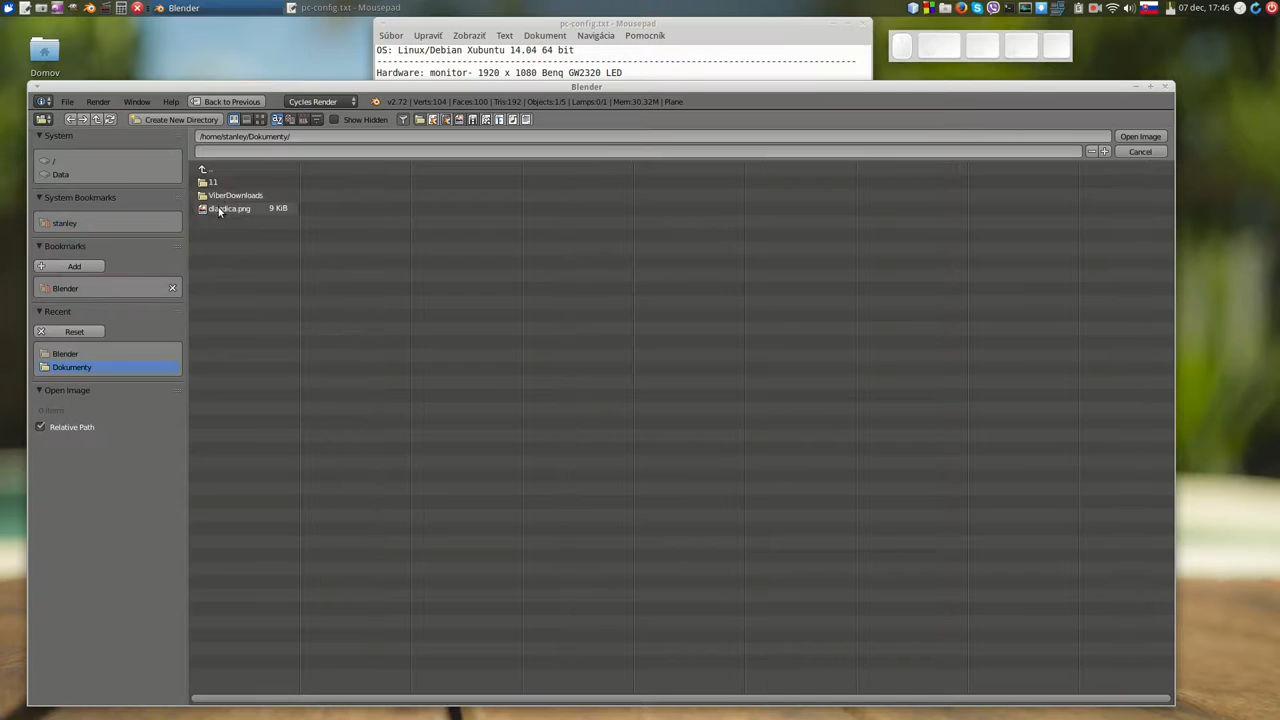 Blender
pc-config.txt - Mousepad
07 dec, 17:46
pc-config.txt - Mousepad
Súbor Upraviť Zobraziť Text Dokument Navigácia Pomocník
OS: Linux/Debian Xubuntu 14.04 64 bit
Hardware: monitor- 1920 x 1080 Benq GW2320 LED
Domov
Blender
File Render Window Back to Previous Cycles Render v2.72 | Verts:104 | Faces:100 | Tris:192 | Objects:1/5 | Lamps:0/1 | Mem:30.32M | Plane
Create New Directory Show Hidden
System
/home/stanley/Dokumenty/ Open Image
Cancel
/
Data
..
11
ViberDownloads
9 KiB
System Bookmarks
stanley
Bookmarks
Add
Blender
Recent
Reset
Blender
Dokumenty
Open Image
0 items
Relative Path